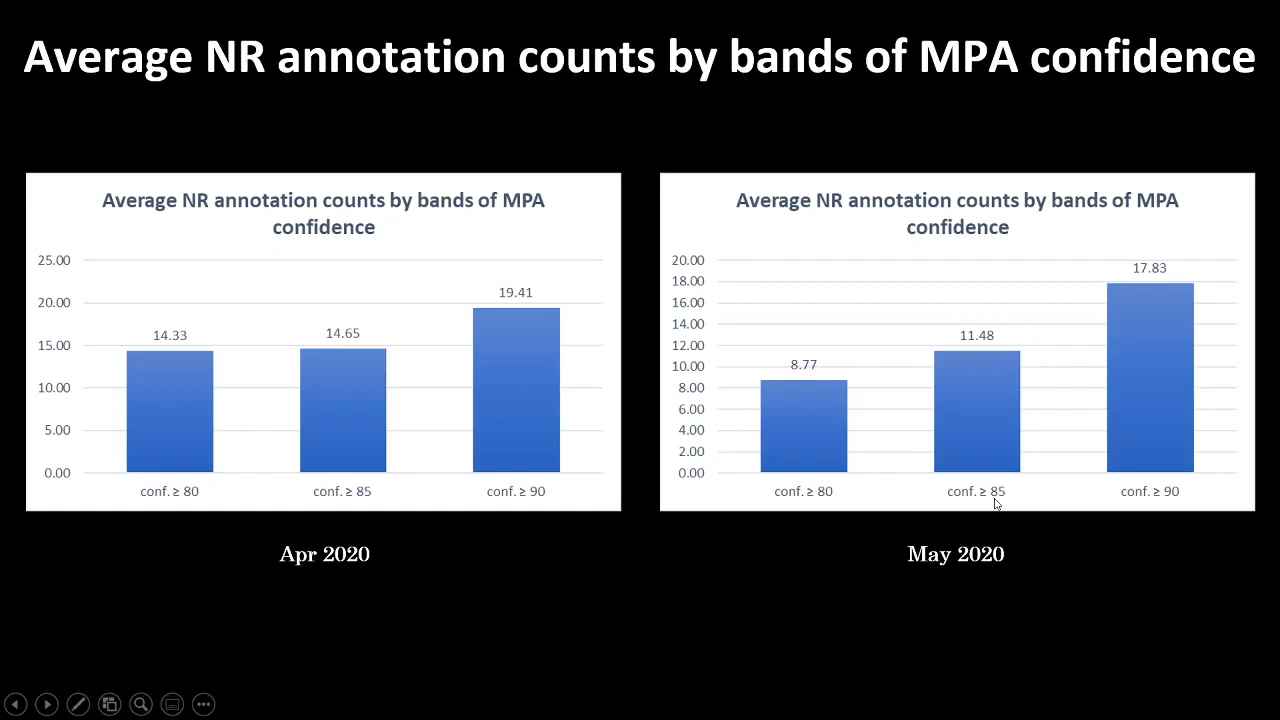 Average NR annotation counts by bands of MPA confidence
Average NR annotation counts by bands of MPA
confidence
25.00
20.00
15.00
10.00
5.00
0.00
14.33
14.65
19.41
conf. ≥ 80
conf. ≥ 85
conf. ≥ 90
Apr 2020
Average NR annotation counts by bands of MPA
confidence
20.00
18.00
16.00
14.00
12.00
10.00
8.00
6.00
4.00
2.00
0.00
8.77
11.48
17.83
conf. ≥ 80
conf. ≥ 85
conf. ≥ 90
May 2020